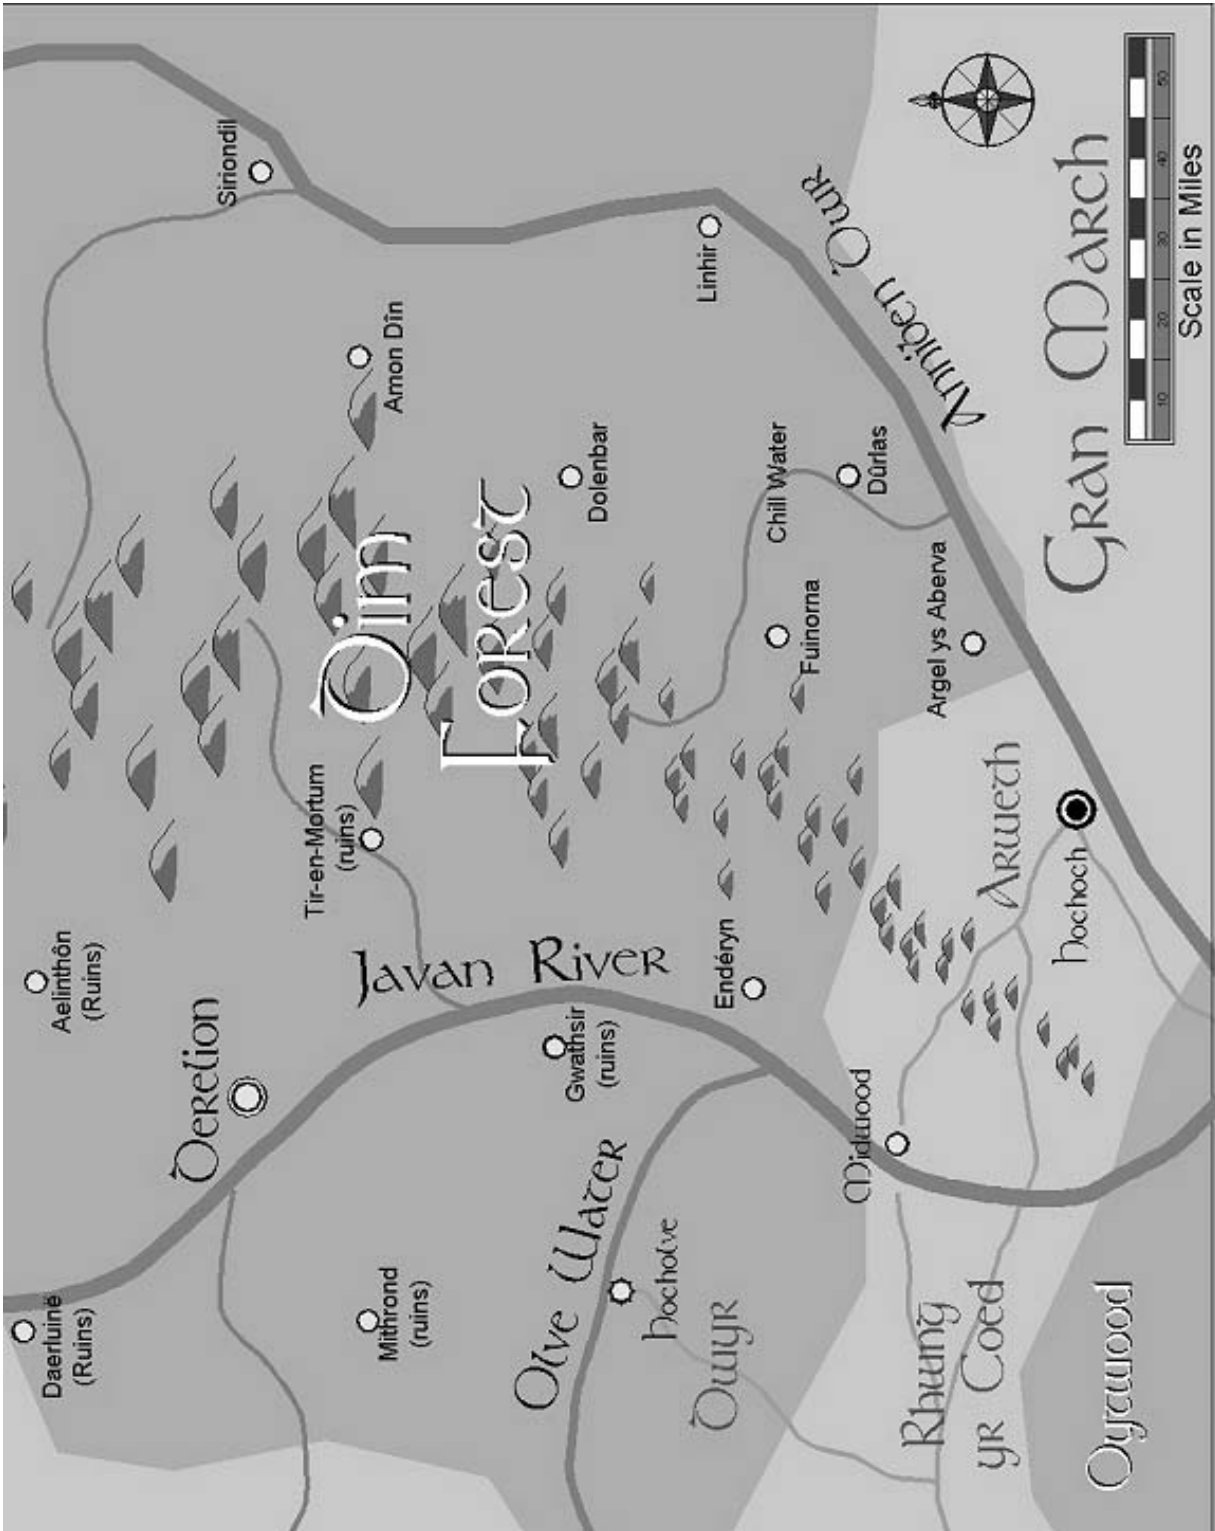 Daerluinë
(Ruins)
Aelinthôn
(Ruins)
Derelion
Siriondil
Tir-en-Mortum
(ruins)
Dim
Forest
Javan River
Mithrond
(ruins)
Amon Dîn
Olve Water
Gwathsir
(ruins)
Dolenbar
hocholve
Linhir
Dwyr
Endéryn
Chill Water
Fuinorna
Midwood
Dûrlas
Anniben Dwr
Rhwng
yr Coed
Argel ys Aberva
Arweth
hochoch
Gran March
Oytwood
10 20 30 40 50
Scale in Miles